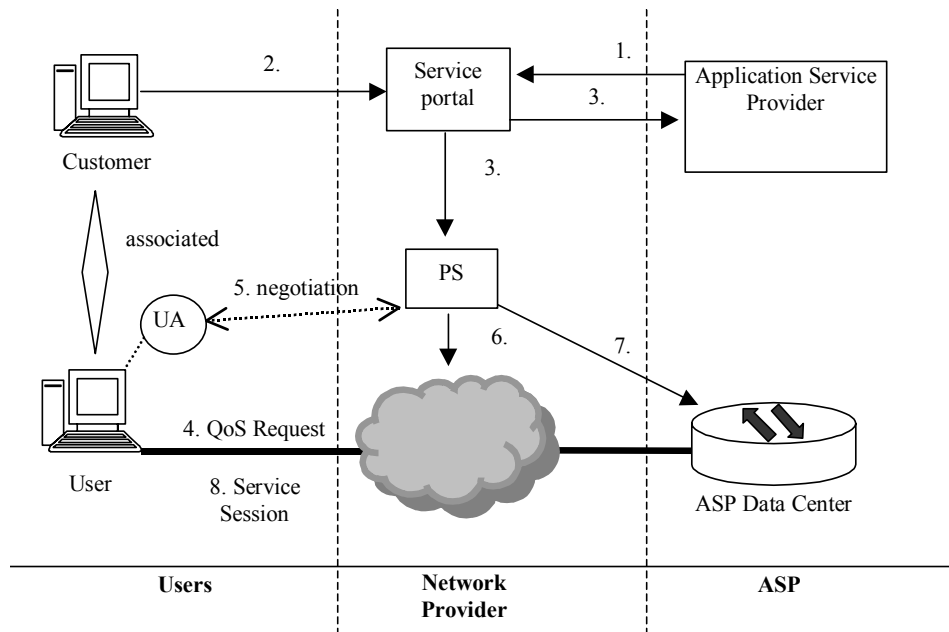 2.
Service
portal
1.
3.
Application Service
Provider
Customer
3.
associated
PS
5. negotiation
UA
6.
7.
4. QoS Request
User
8. Service
Session
ASP Data Center
Users
Network
Provider
ASP